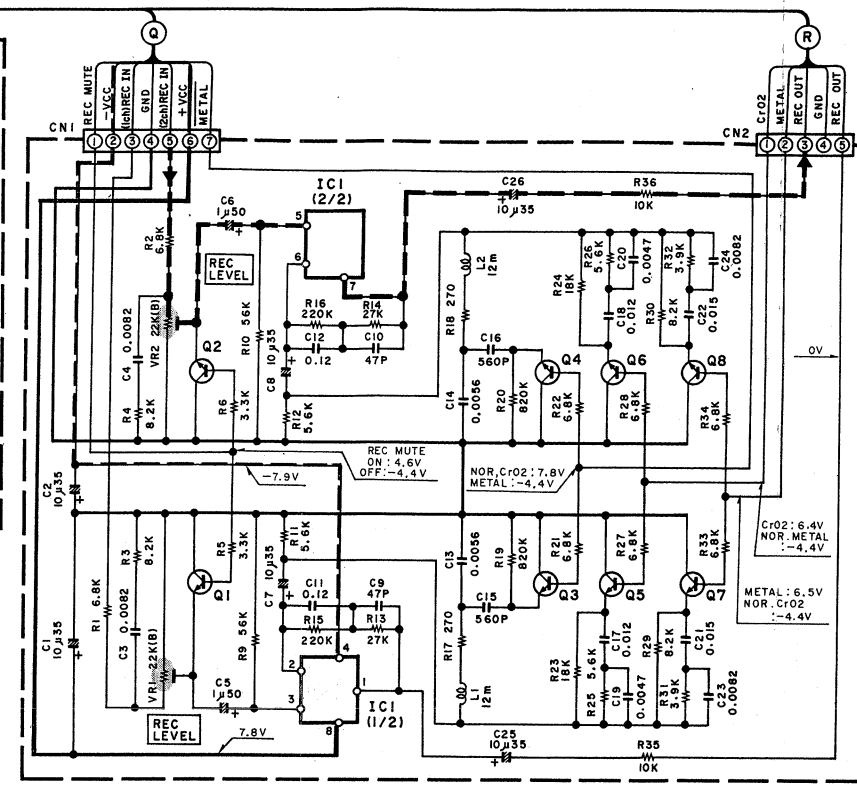 Q
R
REC MUTE
-VCC
(1ch)REC IN
GND
(2ch)REC IN
+VCC
METAL
CrO2
METAL
REC OUT
GND
REC OUT
CN1
1 2 3 4 5 6 7
CN2
1 2 3 4 5
IC1
(2/2)
C6
1µ50
+
5
6
7
C26
10µ35
+
R36
10K
R2
6.8K
REC
LEVEL
R16
220K
R14
27K
C12
0.12
C10
47P
R10 56K
C8 10µ35
+
R12
5.6K
C4 0.0082
VR2 22K(B)
R4
8.2K
Q2
R6
3.3K
L2
12m
R18 270
C16
560P
C14
0.0056
R20
820K
Q4
R22
6.8K
R24
18K
R26
5.6K
C20
0.0047
C18
0.012
Q6
R28
6.8K
R32
3.9K
C24
0.0082
R30
8.2K
C22
0.015
Q8
R34
6.8K
0V
REC MUTE
ON : 4.6V
OFF:-4.4V
-7.9V
NOR,CrO2:7.8V
METAL:-4.4V
CrO2: 6.4V
NOR. METAL
:-4.4V
METAL:6.5V
NOR.CrO2
:-4.4V
C2
10µ35
+
C1
10µ35
+
R1 6.8K
R3
8.2K
C3 0.0082
VR1 22K(B)
Q1
R5
3.3K
R9 56K
R11
5.6K
C7 10µ35
+
C11
0.12
C9
47P
R15
220K
R13
27K
C5
1µ50
+
REC
LEVEL
7.8V
2
3
4
1
8
IC1
(1/2)
C13
0.0056
R19
820K
C15
560P
R17 270
L1
12m
Q3
R21
6.8K
R23
18K
Q5
R27
6.8K
C17
0.012
R25
5.6K
C19
0.0047
Q7
R33
6.8K
R29
8.2K
C21
0.015
R31
3.9K
C23
0.0082
C25
10µ35
+
R35
10K